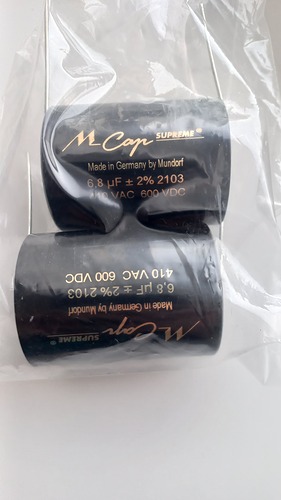 M-Cap SUPREME®
Made in Germany by Mundorf
6,8 µF ± 2% 2103
410 VAC 600 VDC
M-Cap SUPREME®
Made in Germany by Mundorf
6,8 µF ± 2% 2103
410 VAC 600 VDC